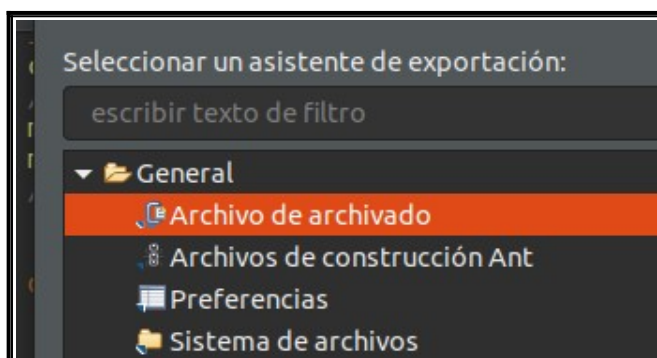 Seleccionar un asistente de exportación:
escribir texto de filtro
General
Archivo de archivado
Archivos de construcción Ant
Preferencias
Sistema de archivos